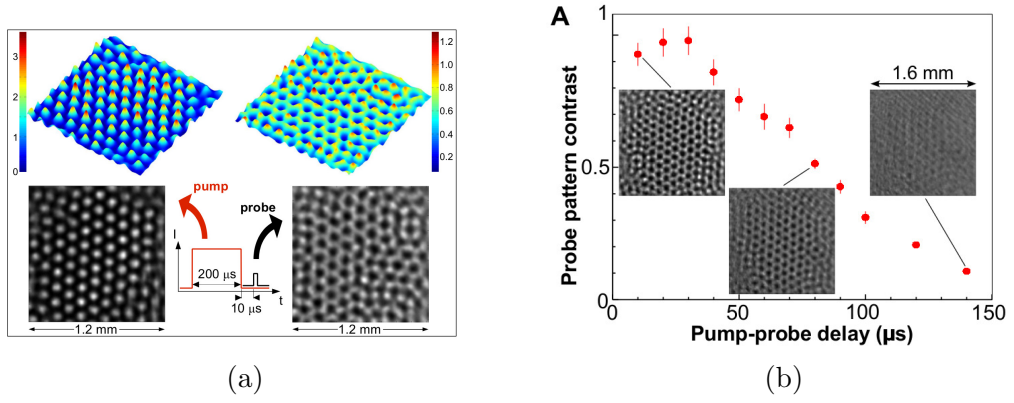 3
2
1
0
1.2
1.0
0.8
0.6
0.4
0.2
pump
probe
I
200 μs
t
10 μs
1.2 mm
1.2 mm
(a)
A
Probe pattern contrast
1
0.5
0
0
50
100
150
1.6 mm
Pump-probe delay (μs)
(b)